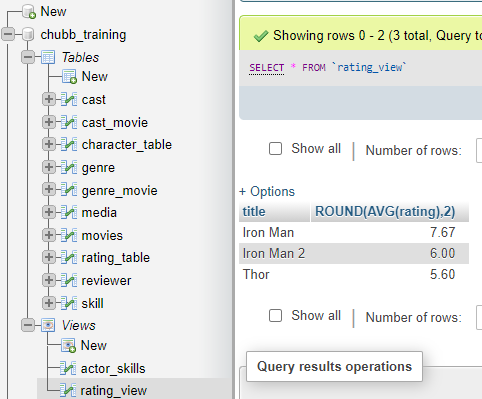 New
chubb_training
Tables
New
cast
cast_movie
character_table
genre
genre_movie
media
movies
rating_table
reviewer
skill
Views
New
actor_skills
rating_view
Showing rows 0 - 2 (3 total, Query to
SELECT * FROM `rating_view`
Show all Number of rows:
+ Options
title ROUND(AVG(rating),2)
Iron Man 7.67
Iron Man 2 6.00
Thor 5.60
Show all Number of rows:
Query results operations